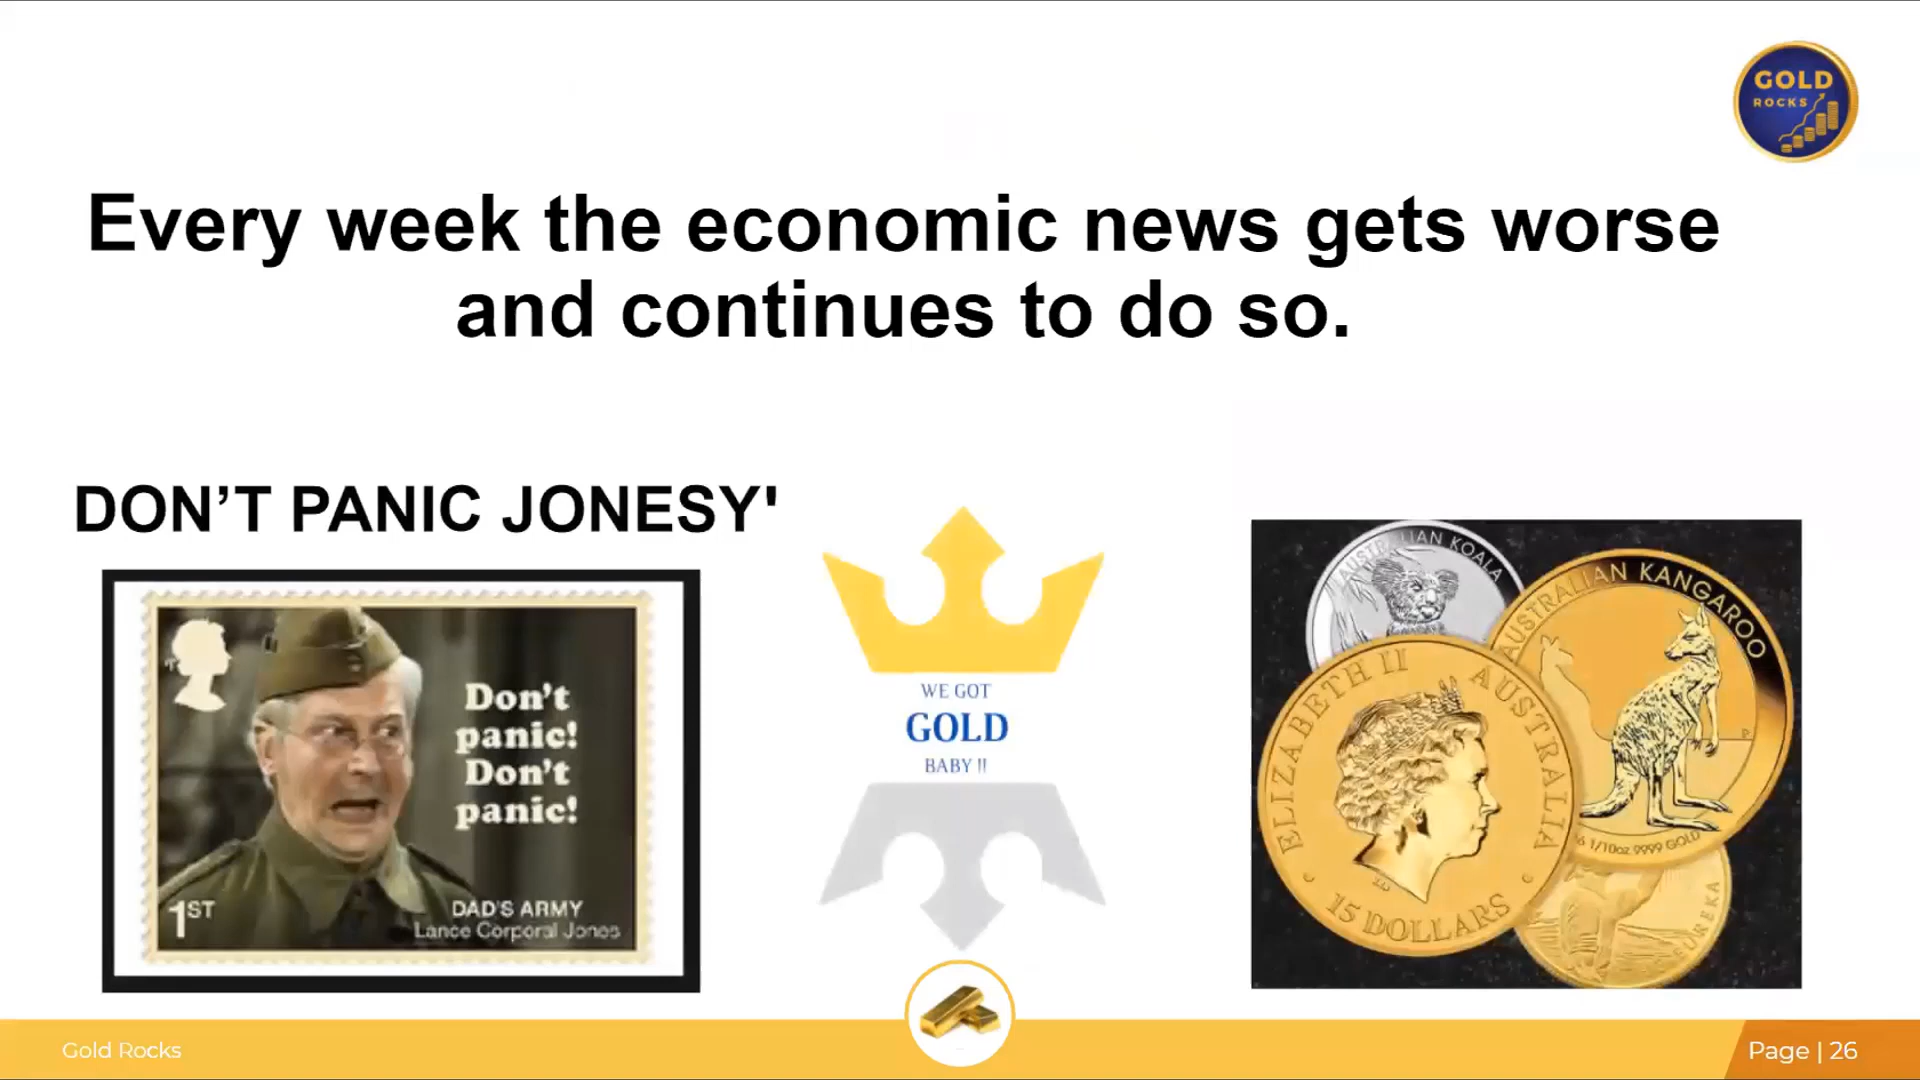 GOLD
ROCKS
Every week the economic news gets worse
and continues to do so.
DON’T PANIC JONESY'
Don’t
panic!
Don’t
panic!
1ST
DAD'S ARMY
Lance Corporal Jones
WE GOT
GOLD
BABY !!
AUSTRALIAN KOALA
AUSTRALIAN KANGAROO
1/10oz 9999 GOLD
P
ELIZABETH II AUSTRALIA
15 DOLLARS
EUREKA
Gold Rocks
Page | 26